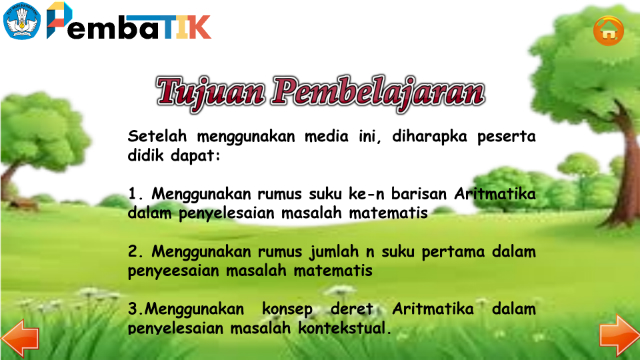 PembaTIK
Tujuan Pembelajaran
Setelah menggunakan media ini, diharapka peserta
didik dapat:
1. Menggunakan rumus suku ke-n barisan Aritmatika
dalam penyelesaian masalah matematis
2. Menggunakan rumus jumlah n suku pertama dalam
penyeesaian masalah matematis
3.Menggunakan konsep deret Aritmatika dalam
penyelesaian masalah kontekstual.